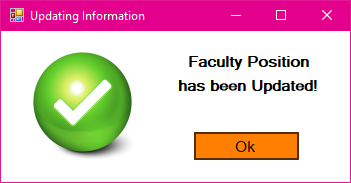 Updating Information
Faculty Position
has been Updated!
Ok